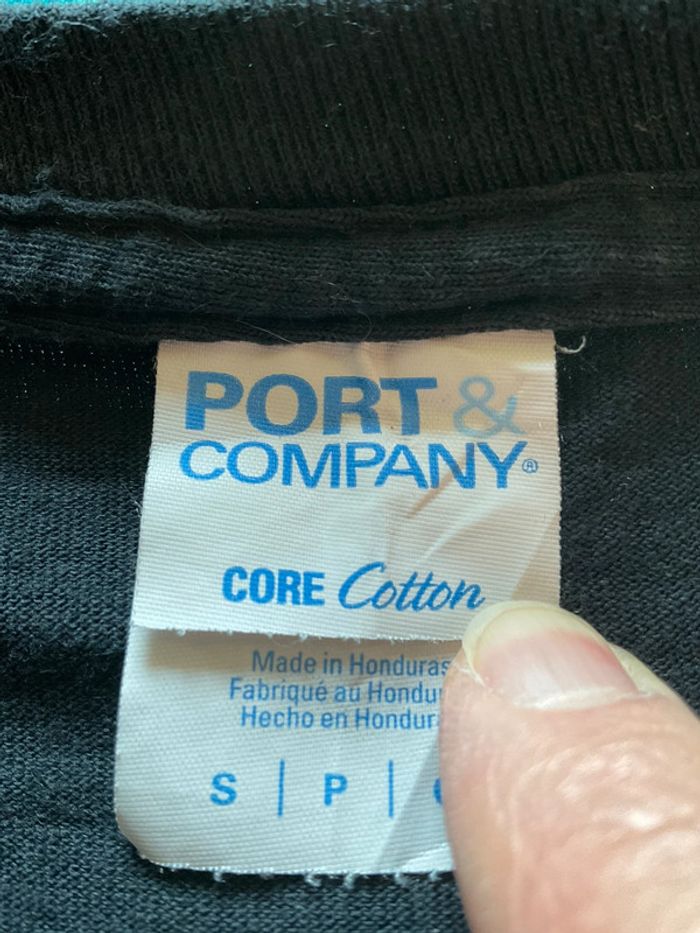 PORT &
COMPANY®
CORE Cotton
Made in Honduras
Fabriqué au
Hecho en
S | P |